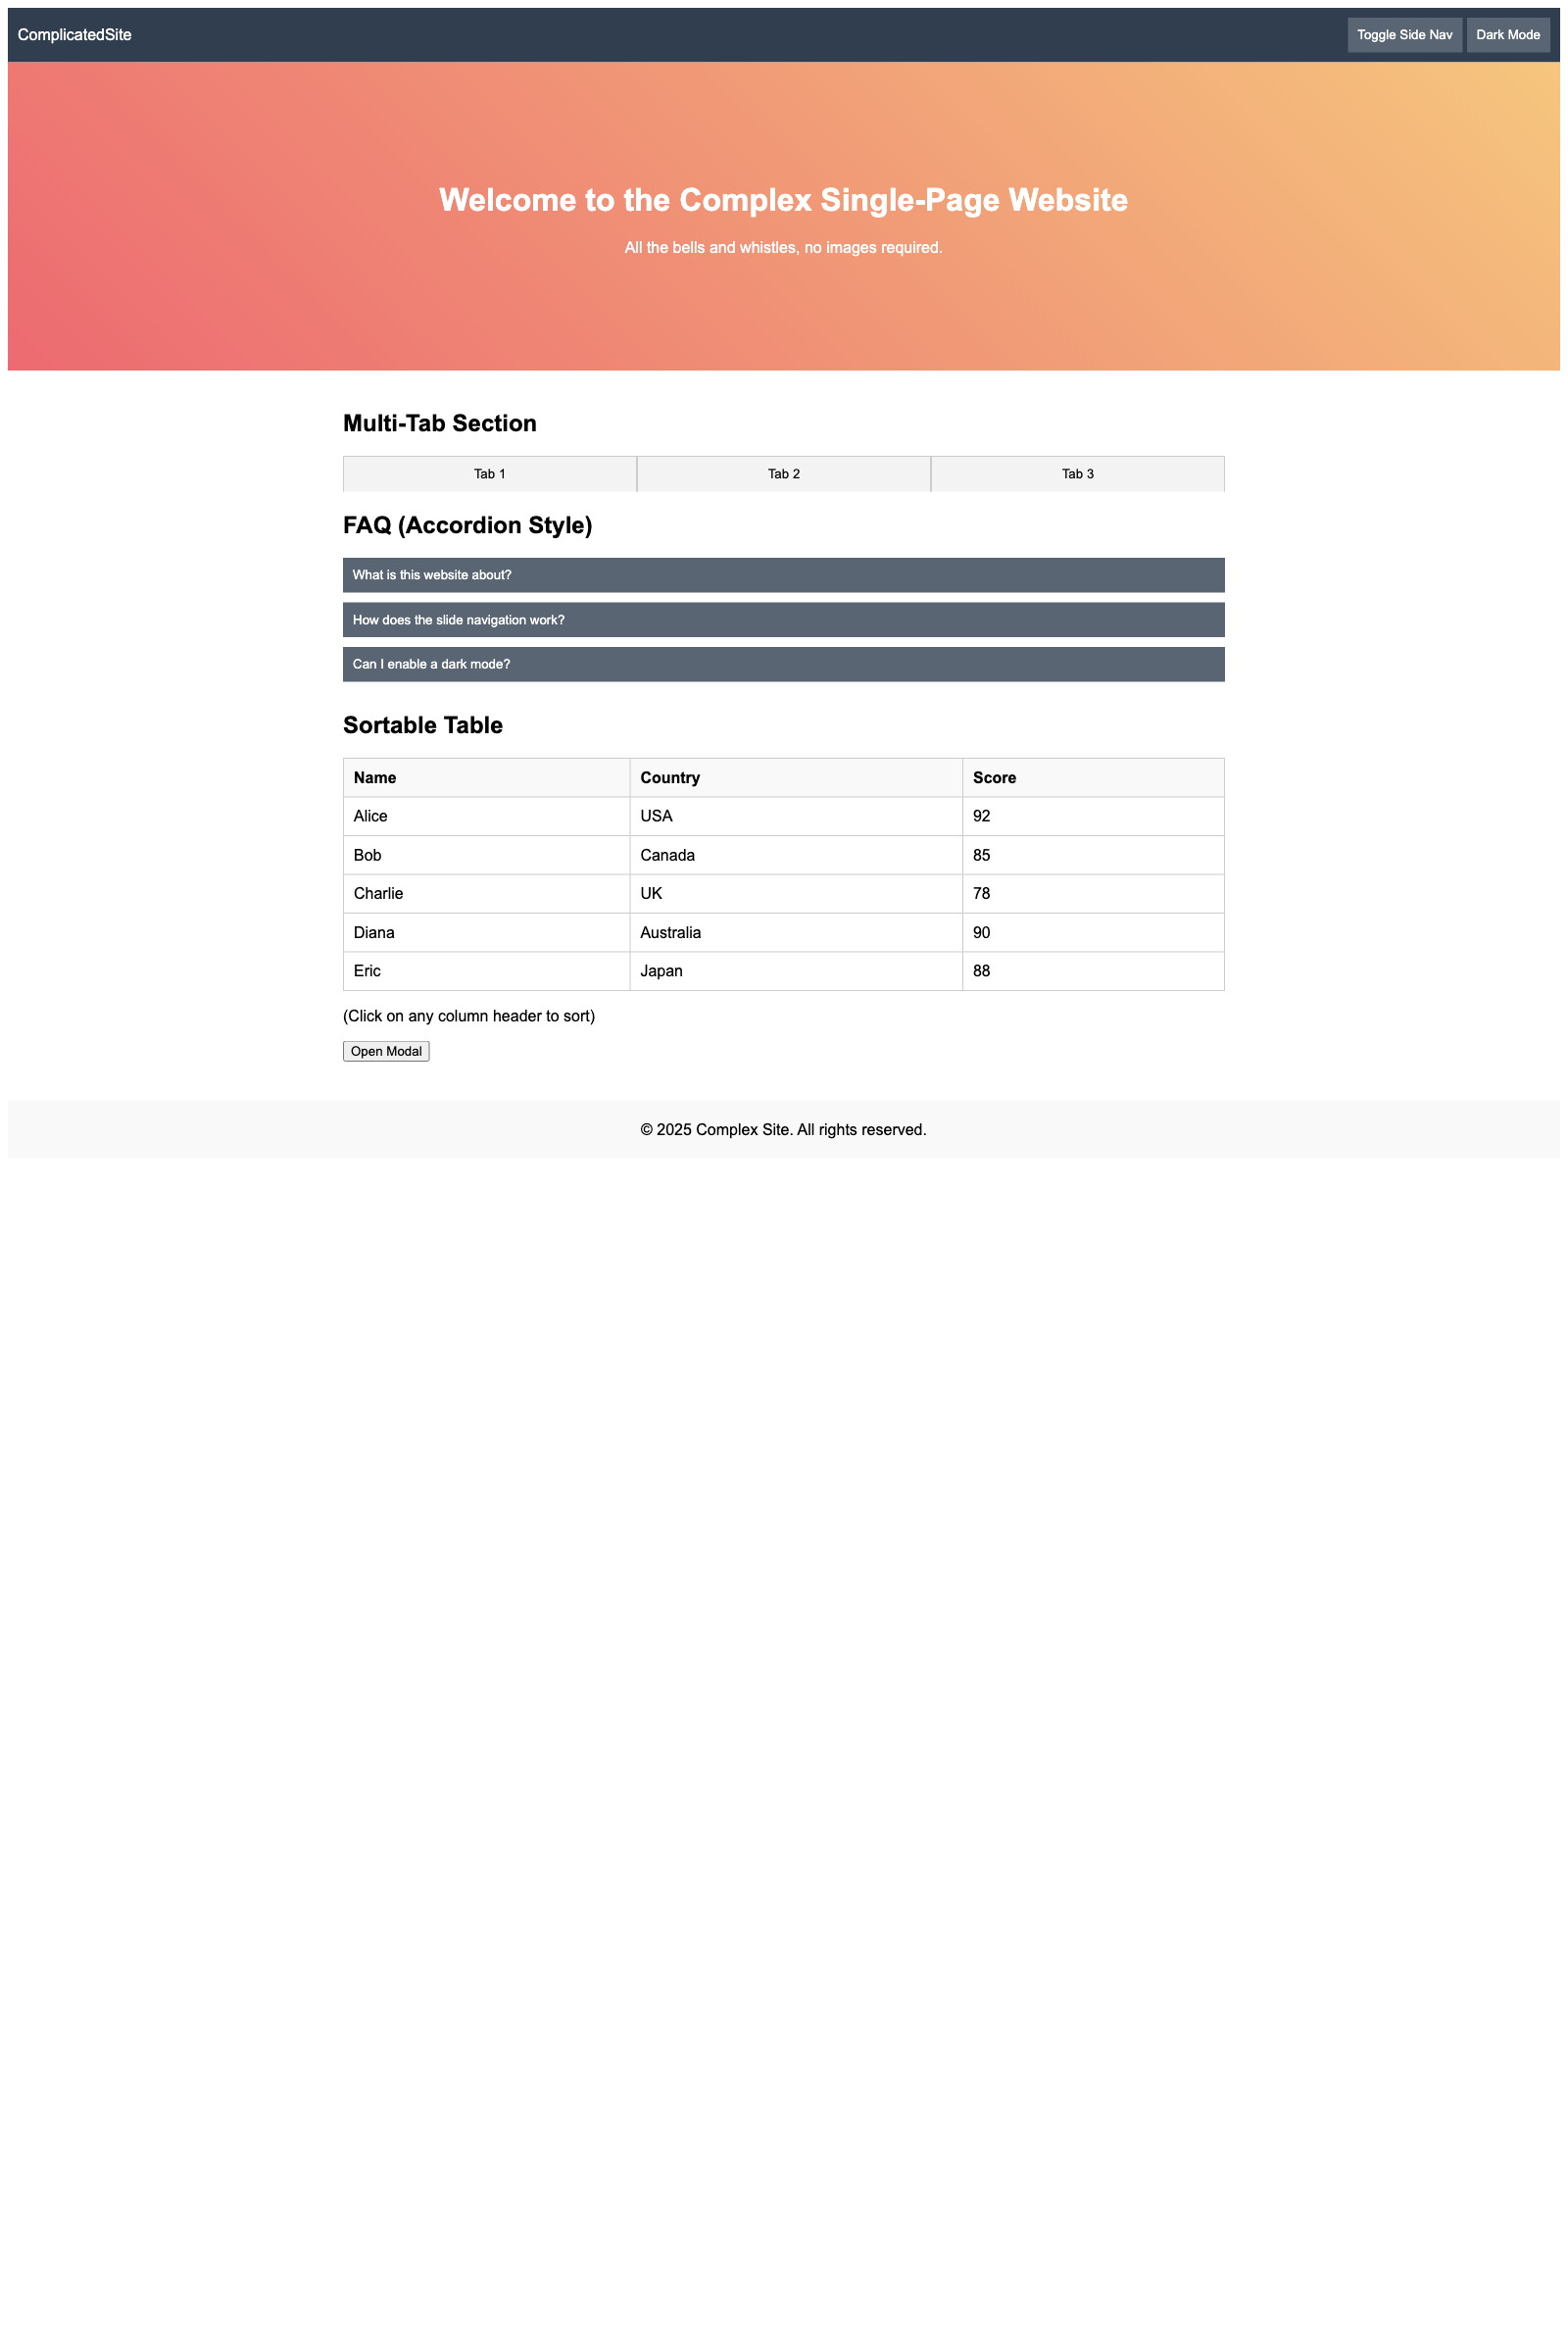 ComplicatedSite
Toggle Side Nav Dark Mode
Welcome to the Complex Single-Page Website
All the bells and whistles, no images required.
Multi-Tab Section
Tab 1 Tab 2 Tab 3
FAQ (Accordion Style)
What is this website about?
How does the slide navigation work?
Can I enable a dark mode?
Sortable Table
Name Country Score
Alice USA 92
Bob Canada 85
Charlie UK 78
Diana Australia 90
Eric Japan 88
(Click on any column header to sort)
Open Modal
© 2025 Complex Site. All rights reserved.